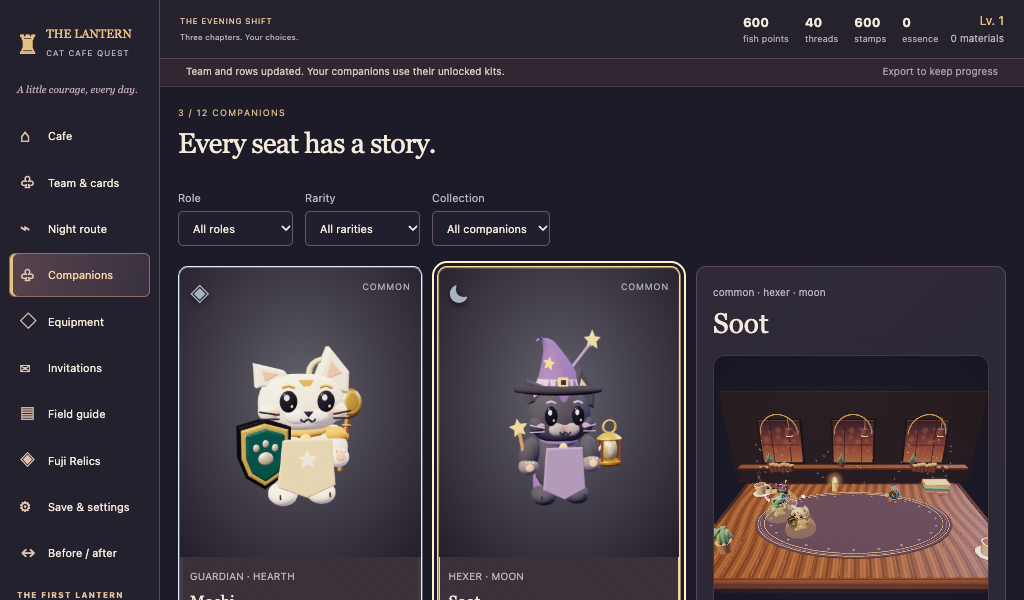 THE LANTERN
CAT CAFE QUEST
A little courage, every day.
Cafe
Team & cards
Night route
Companions
Equipment
Invitations
Field guide
Fuji Relics
Save & settings
Before / after
THE FIRST LANTERN
THE EVENING SHIFT
Three chapters. Your choices.
600 fish points
40 threads
600 stamps
0 essence
Lv. 1
0 materials
Team and rows updated. Your companions use their unlocked kits.
Export to keep progress
3 / 12 COMPANIONS
Every seat has a story.
Role
Rarity
Collection
All roles
All rarities
All companions
COMMON
GUARDIAN · HEARTH
Mochi
COMMON
HEXER · MOON
Soot
common · hexer · moon
Soot